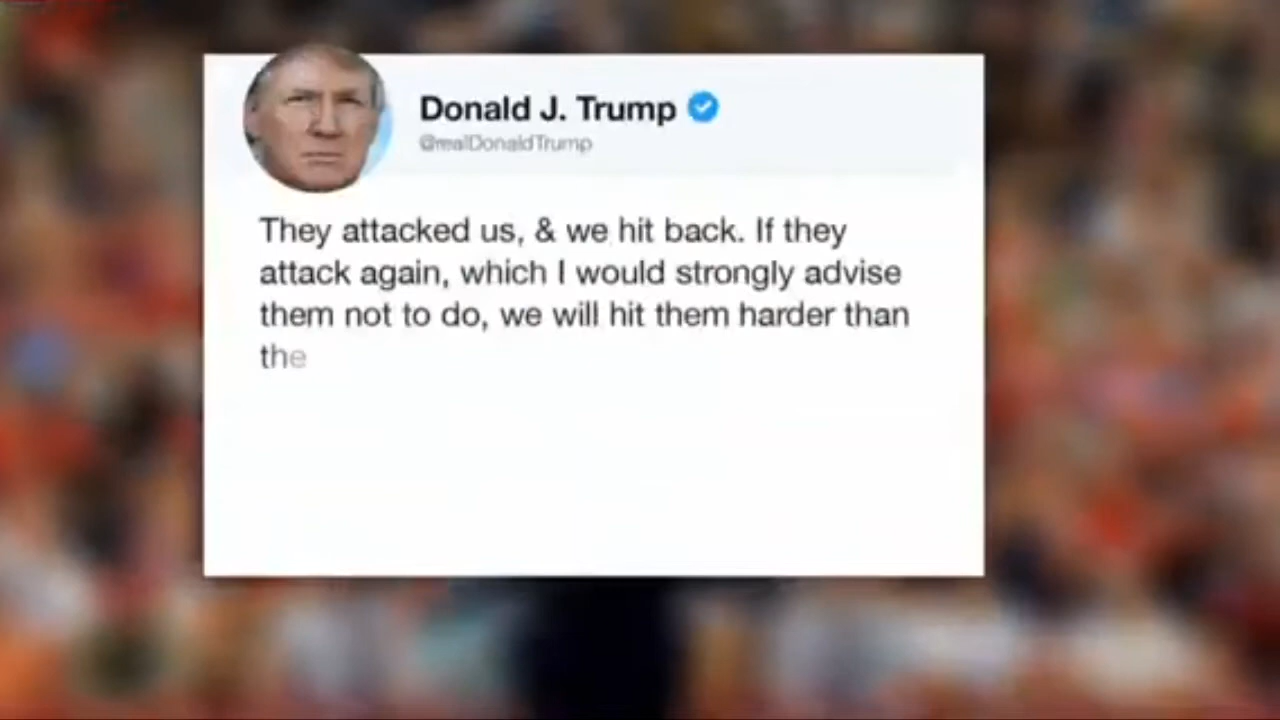 Donald J. Trump
@realDonaldTrump
They attacked us, & we hit back. If they
attack again, which I would strongly advise
them not to do, we will hit them harder than
the